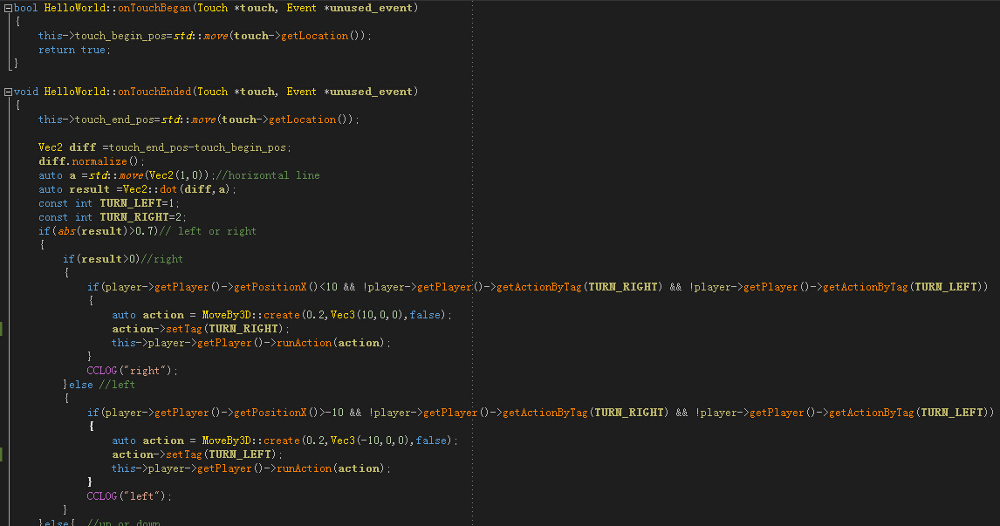 bool HelloWorld::onTouchBegan(Touch *touch, Event *unused_event)
{
    this->touch_begin_pos=std::move(touch->getLocation());
    return true;
}
void HelloWorld::onTouchEnded(Touch *touch, Event *unused_event)
{
    this->touch_end_pos=std::move(touch->getLocation());
    Vec2 diff =touch_end_pos-touch_begin_pos;
    diff.normalize();
    auto a =std::move(Vec2(1,0));//horizontal line
    auto result =Vec2::dot(diff,a);
    const int TURN_LEFT=1;
    const int TURN_RIGHT=2;
    if(abs(result)>0.7)// left or right
    {
        if(result>0)//right
        {
            if(player->getPlayer()->getPositionX()<10 && !player->getPlayer()->getActionByTag(TURN_RIGHT) && !player->getPlayer()->getActionByTag(TURN_LEFT))
            {
                auto action = MoveBy3D::create(0.2,Vec3(10,0,0),false);
                action->setTag(TURN_RIGHT);
                this->player->getPlayer()->runAction(action);
            }
            CCLOG("right");
        }else //left
        {
            if(player->getPlayer()->getPositionX()>-10 && !player->getPlayer()->getActionByTag(TURN_RIGHT) && !player->getPlayer()->getActionByTag(TURN_LEFT))
            {
                auto action = MoveBy3D::create(0.2,Vec3(-10,0,0),false);
                action->setTag(TURN_LEFT);
                this->player->getPlayer()->runAction(action);
            }
            CCLOG("left");
        }
    }else{  //up or down